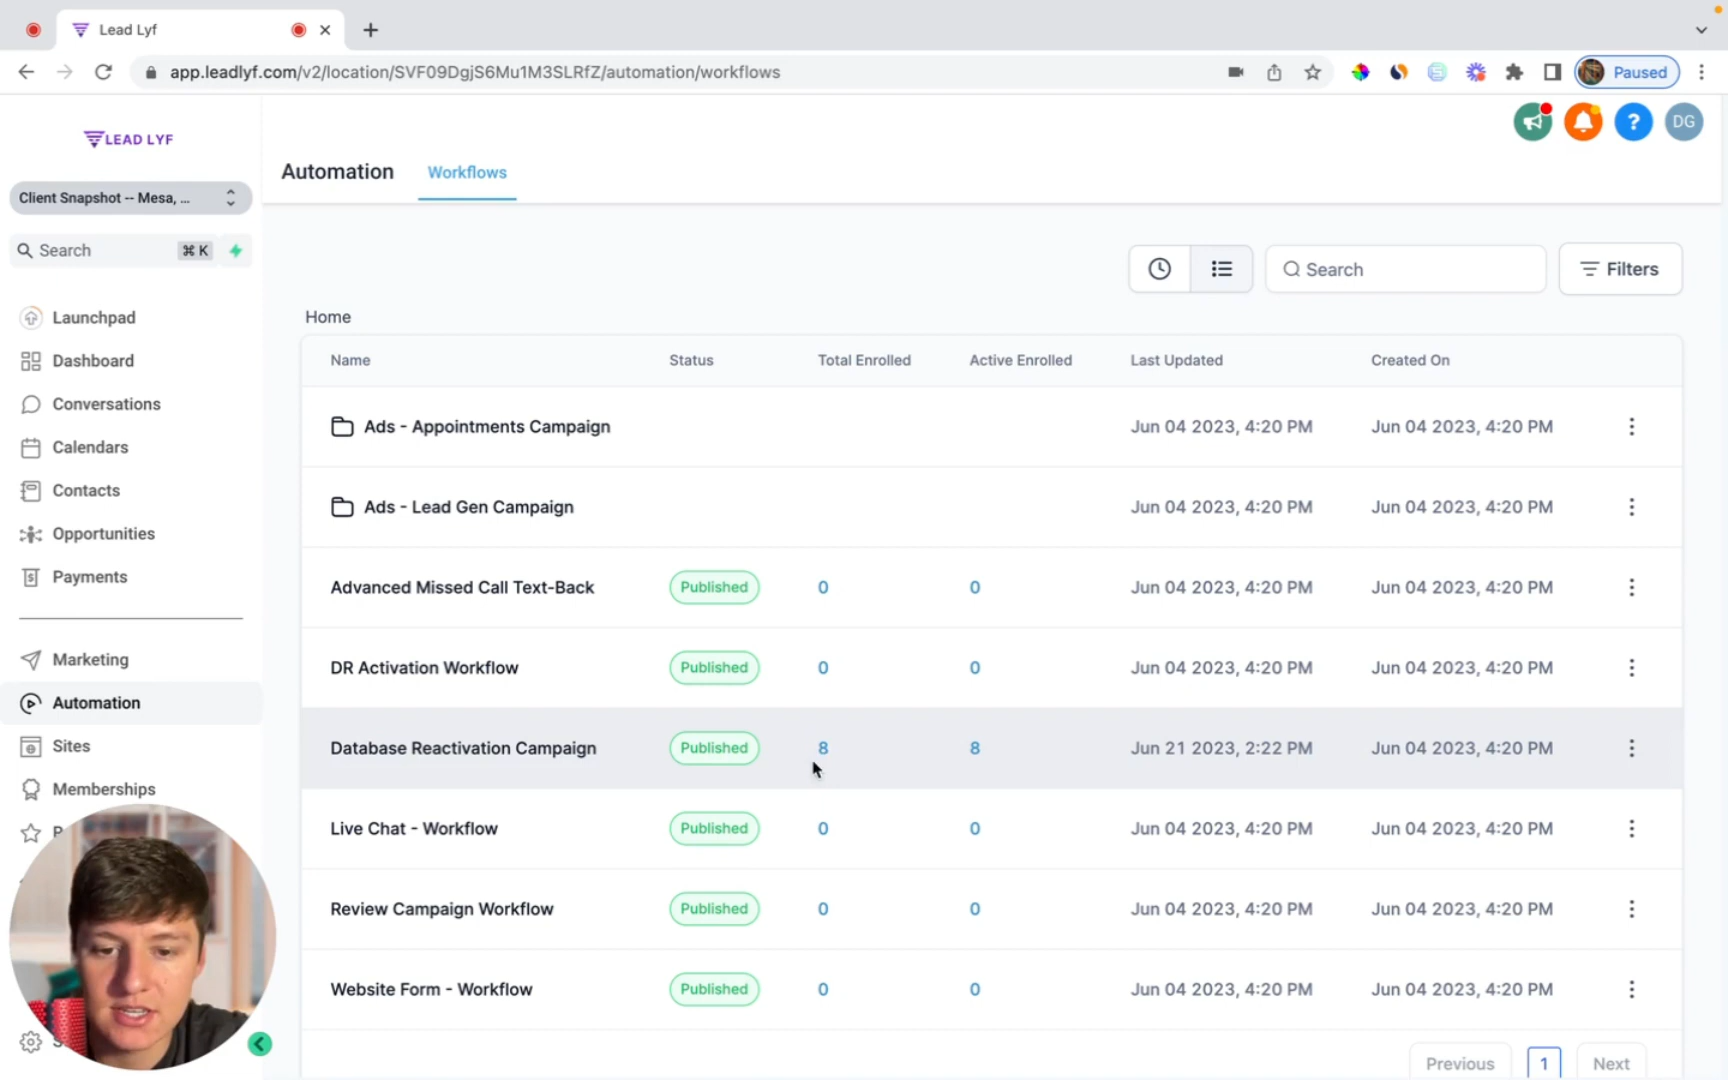 Lead Lyf
app.leadlyf.com/v2/location/SVF09DgjS6Mu1M3SLRfZ/automation/workflows
Paused
LEAD LYF
DG
Automation
Workflows
Client Snapshot -- Mesa, ...
Search
⌘ K
Search
Filters
Home
Launchpad
Dashboard
Conversations
Calendars
Contacts
Opportunities
Payments
Marketing
Automation
Sites
Memberships
Name Status Total Enrolled Active Enrolled Last Updated Created On
Ads - Appointments Campaign Jun 04 2023, 4:20 PM Jun 04 2023, 4:20 PM
Ads - Lead Gen Campaign Jun 04 2023, 4:20 PM Jun 04 2023, 4:20 PM
Advanced Missed Call Text-Back Published 0 0 Jun 04 2023, 4:20 PM Jun 04 2023, 4:20 PM
DR Activation Workflow Published 0 0 Jun 04 2023, 4:20 PM Jun 04 2023, 4:20 PM
Database Reactivation Campaign Published 8 8 Jun 21 2023, 2:22 PM Jun 04 2023, 4:20 PM
Live Chat - Workflow Published 0 0 Jun 04 2023, 4:20 PM Jun 04 2023, 4:20 PM
Review Campaign Workflow Published 0 0 Jun 04 2023, 4:20 PM Jun 04 2023, 4:20 PM
Website Form - Workflow Published 0 0 Jun 04 2023, 4:20 PM Jun 04 2023, 4:20 PM
Previous 1 Next